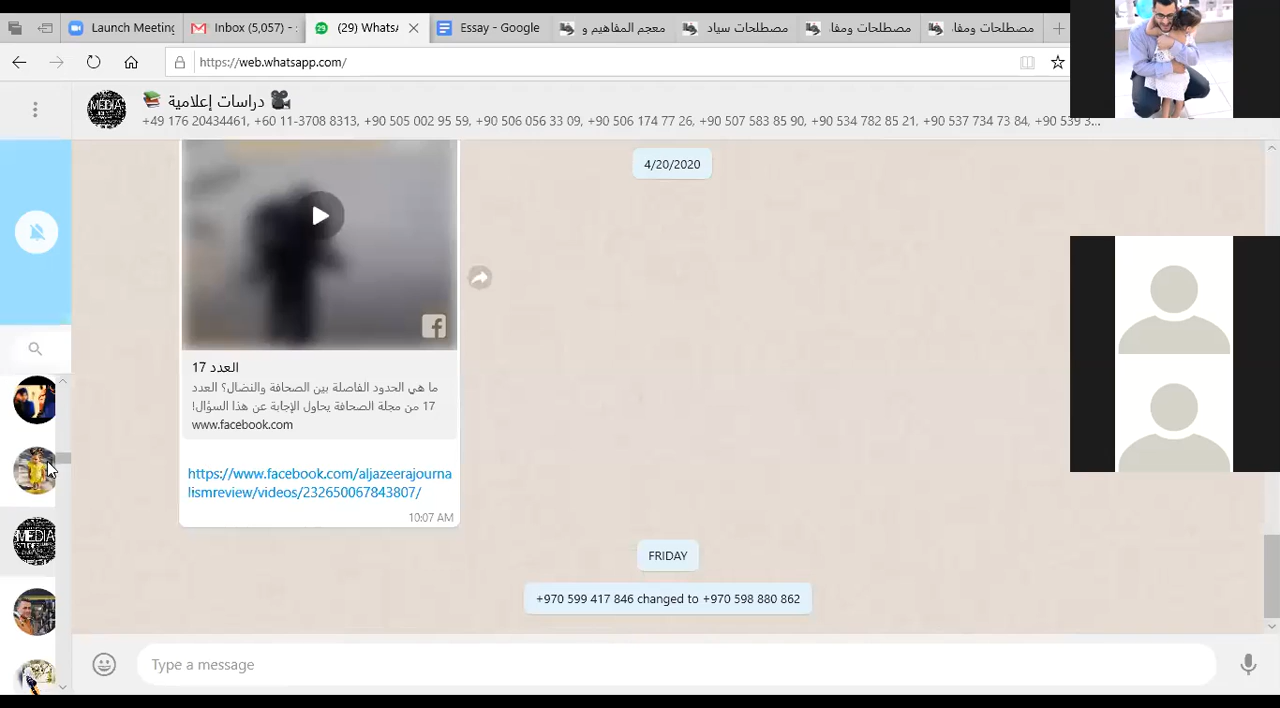 Launch Meeting
Inbox (5,057) -
(29) Whats
Essay - Google
معجم المفاهيم و
مصطلحات سياد
مصطلحات ومفا
مصطلحات ومفا
https://web.whatsapp.com/
MEDIA
دراسات إعلامية
+49 176 20434461, +60 11-3708 8313, +90 505 002 95 59, +90 506 056 33 09, +90 506 174 77 26, +90 507 583 85 90, +90 534 782 85 21, +90 537 734 73 84, +90 539 3...
4/20/2020
العدد 17
ما هي الحدود الفاصلة بين الصحافة والنضال؟ العدد
17 من مجلة الصحافة يحاول الإجابة عن هذا السؤال!
www.facebook.com
https://www.facebook.com/aljazeerajourna
lismreview/videos/232650067843807/
10:07 AM
FRIDAY
+970 599 417 846 changed to +970 598 880 862
MEDIA
Type a message